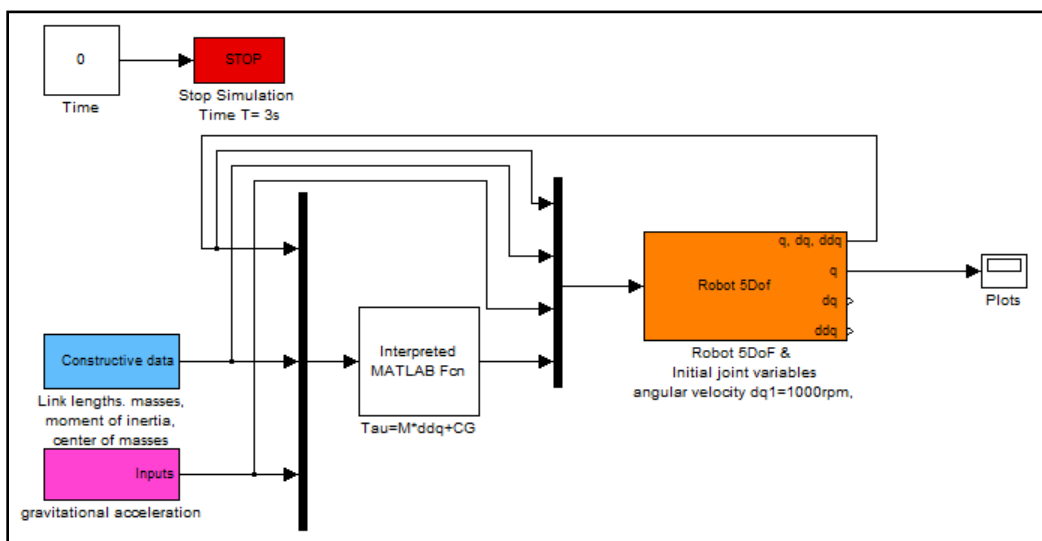 0
Time
STOP
Stop Simulation
Time T= 3s
Constructive data
Link lengths. masses,
moment of inertia,
center of masses
Inputs
gravitational acceleration
Interpreted
MATLAB Fcn
Tau=M*ddq+CG
Robot 5Dof
q, dq, ddq
q
dq
ddq
Robot 5DoF &
Initial joint variables
angular velocity dq1=1000rpm,
Plots